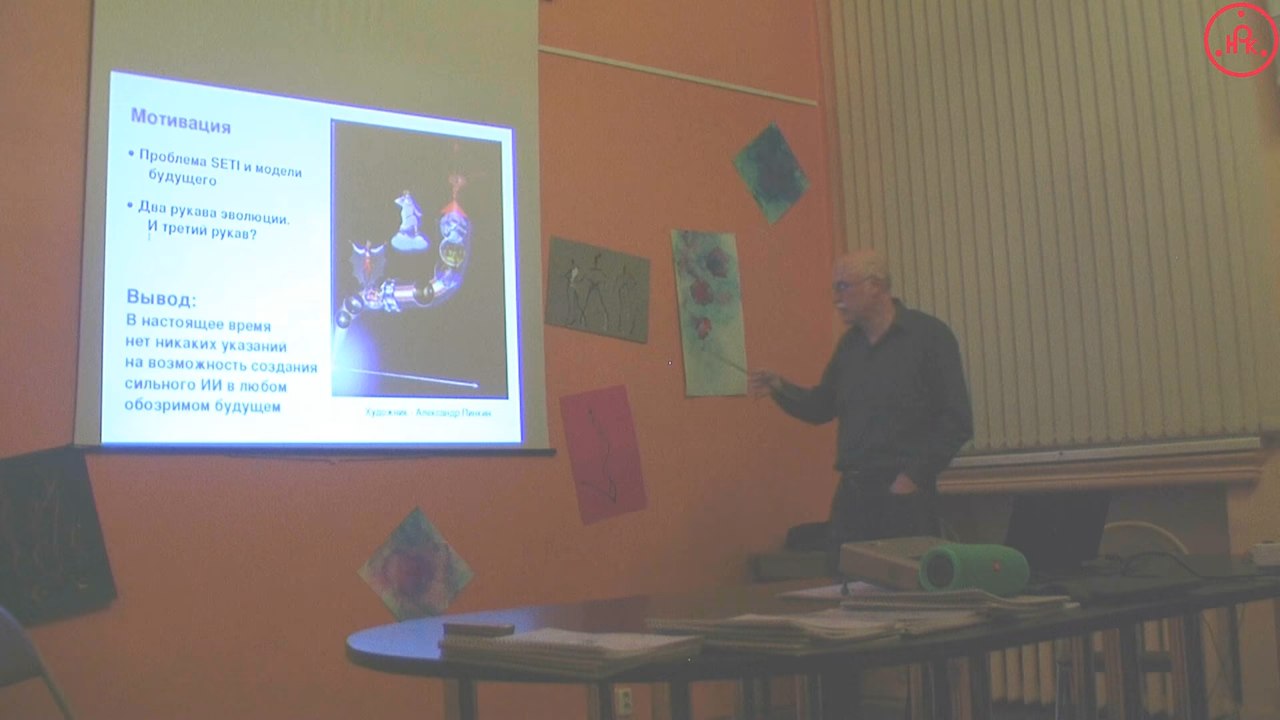 Мотивация
• Проблема SETI и модели
будущего
• Два рукава эволюции.
И третий рукав?
Вывод:
В настоящее время
нет никаких указаний
на возможность создания
сильного ИИ в любом
обозримом будущем
Художник - Александр